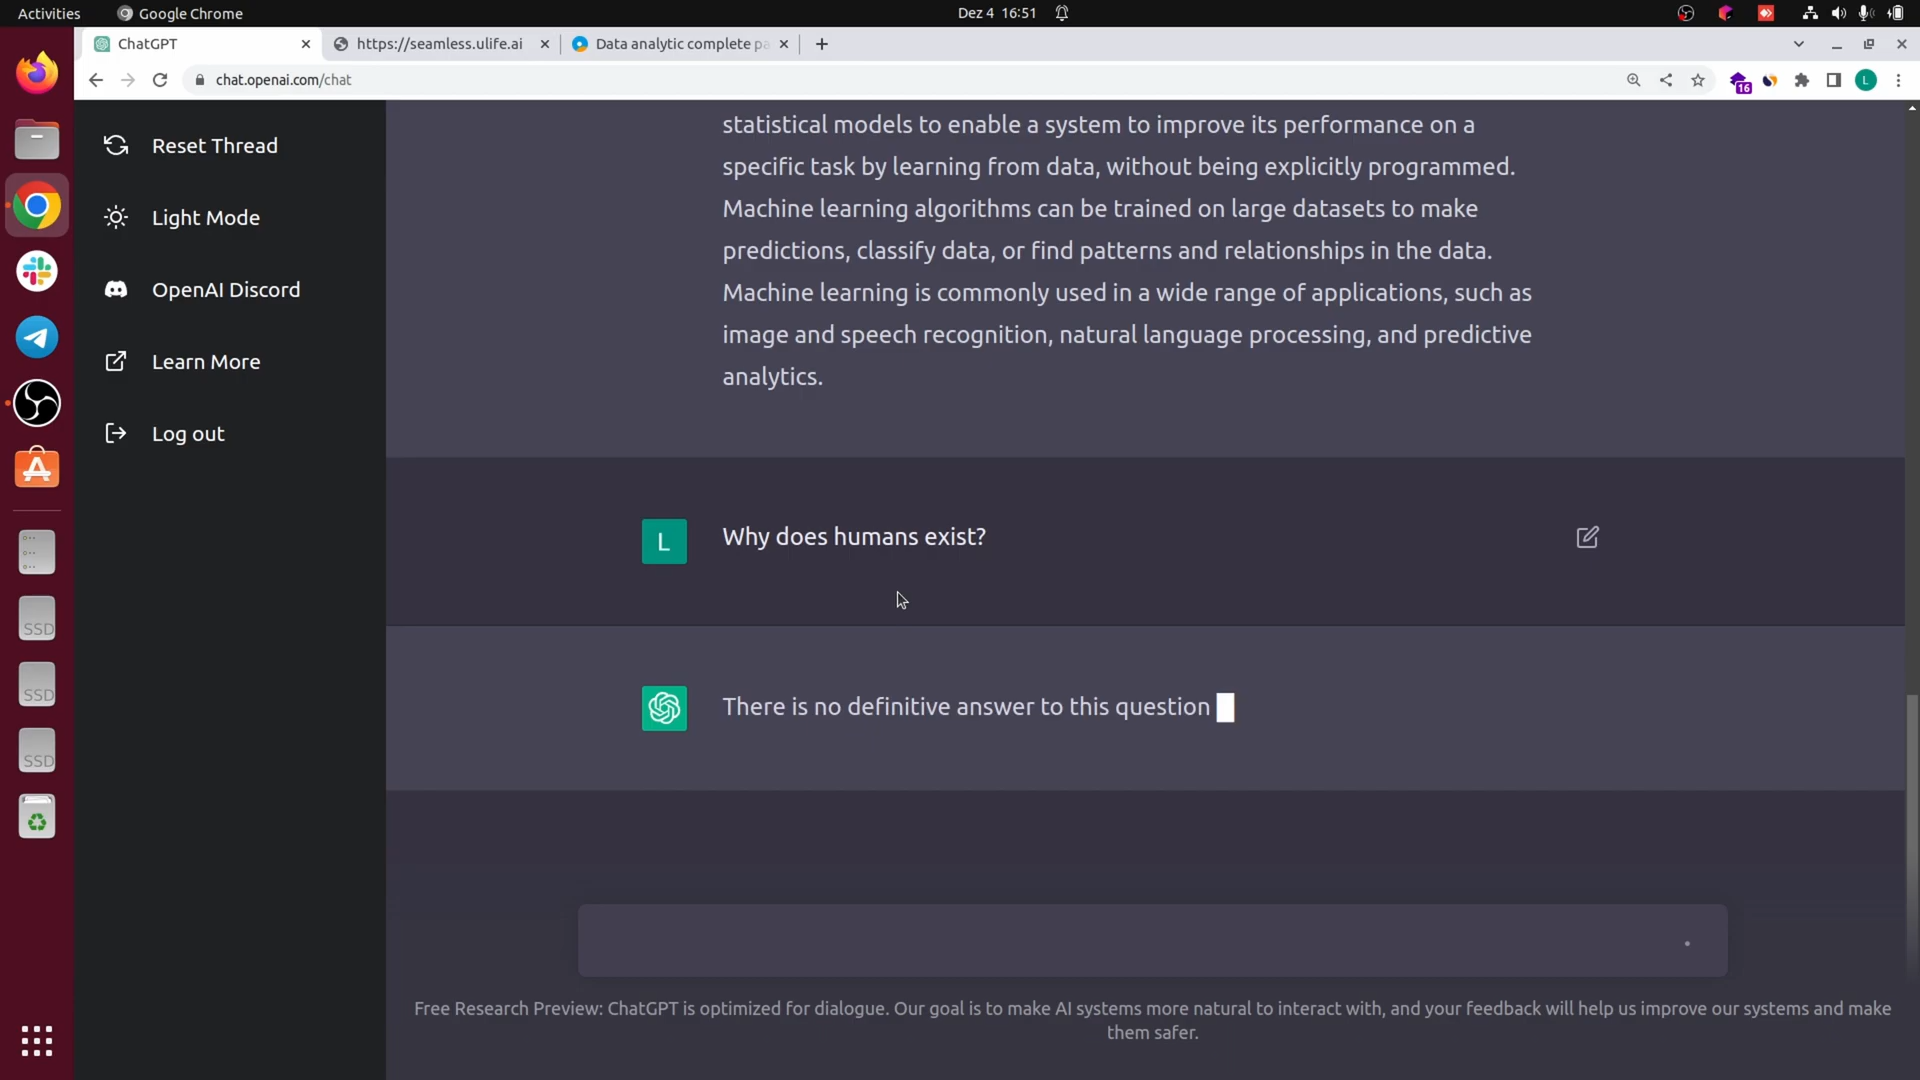 Activities
Google Chrome
Dez 4 16:51
ChatGPT
https://seamless.ulife.ai
Data analytic complete pa
chat.openai.com/chat
16
L
Reset Thread
Light Mode
OpenAI Discord
Learn More
Log out
SSD
SSD
SSD
statistical models to enable a system to improve its performance on a
specific task by learning from data, without being explicitly programmed.
Machine learning algorithms can be trained on large datasets to make
predictions, classify data, or find patterns and relationships in the data.
Machine learning is commonly used in a wide range of applications, such as
image and speech recognition, natural language processing, and predictive
analytics.
L
Why does humans exist?
There is no definitive answer to this question
Free Research Preview: ChatGPT is optimized for dialogue. Our goal is to make AI systems more natural to interact with, and your feedback will help us improve our systems and make
them safer.